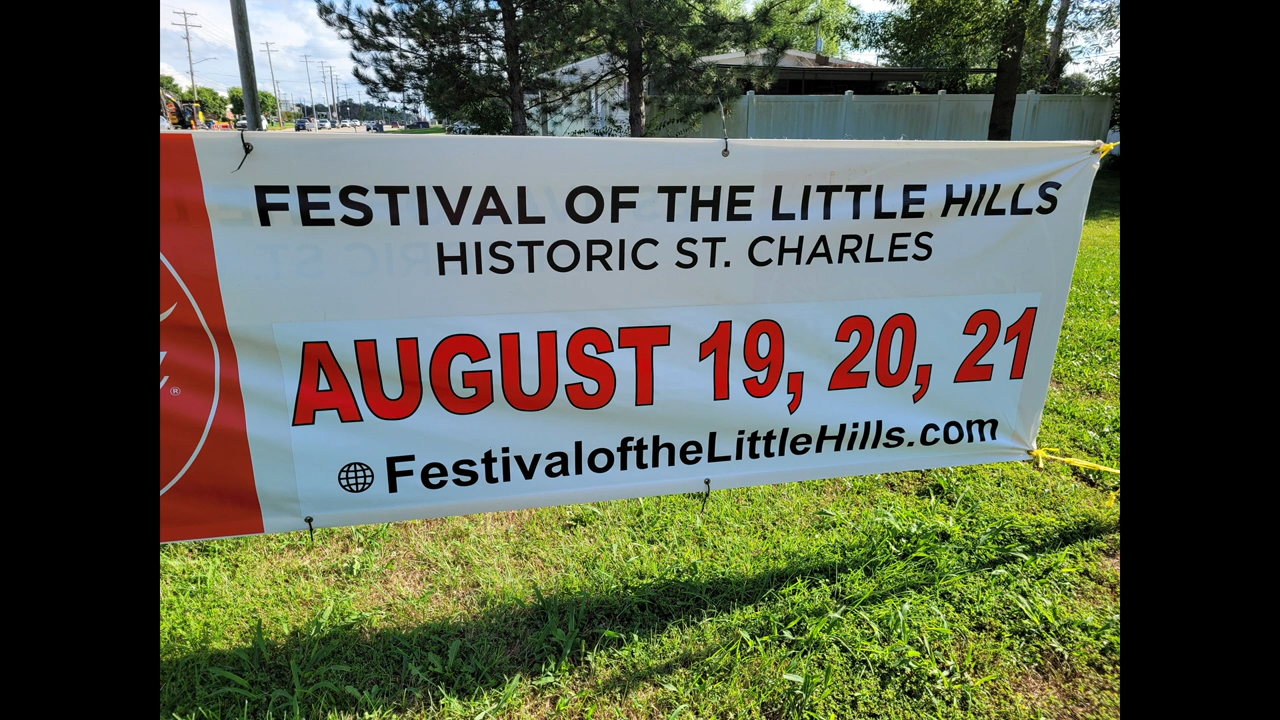 FESTIVAL OF THE LITTLE HILLS
HISTORIC ST. CHARLES
AUGUST 19, 20, 21
FestivaloftheLittleHills.com
®